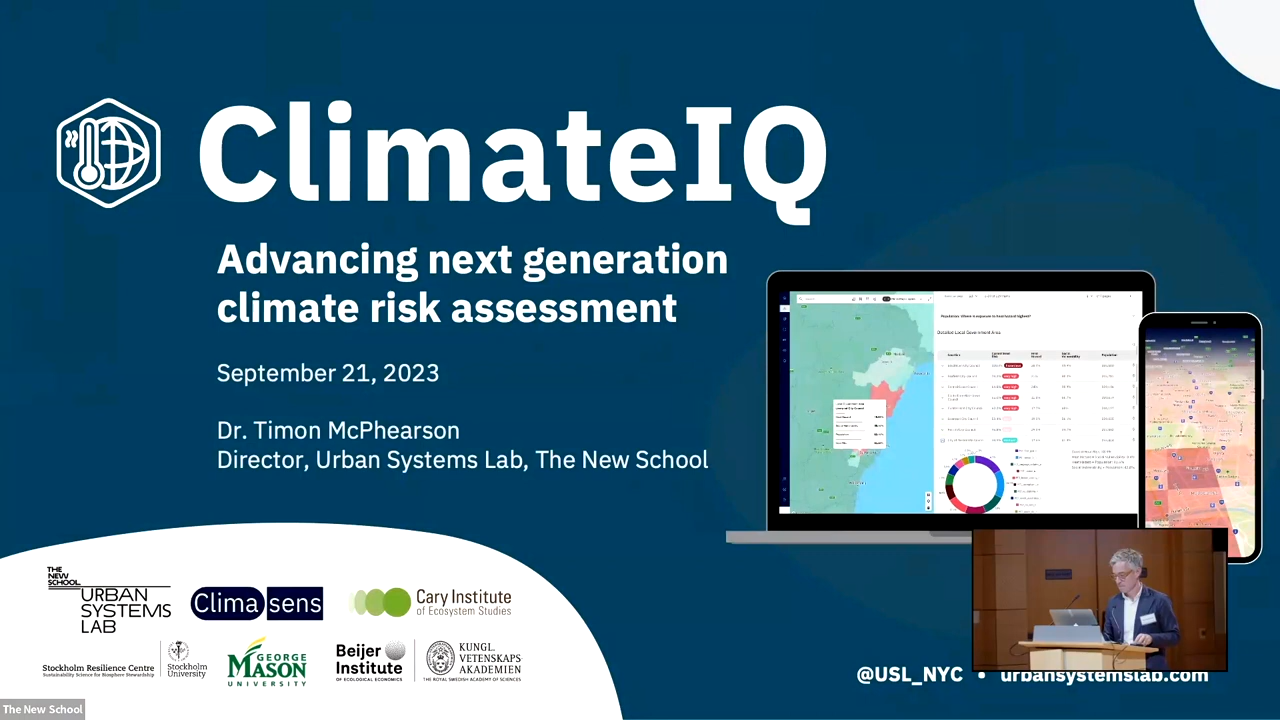 ClimateIQ
Advancing next generation
climate risk assessment
September 21, 2023
Dr. Timon McPhearson
Director, Urban Systems Lab, The New School
THE
NEW
SCHOOL
URBAN
SYSTEMS
LAB
Climasens
Cary Institute
of Ecosystem Studies
Stockholm Resilience Centre
Sustainability Science for Biosphere Stewardship
Stockholm
University
GEORGE
MASON
UNIVERSITY
Beijer
Institute
OF ECOLOGICAL ECONOMICS
KUNGL.
VETENSKAPS
AKADEMIEN
THE ROYAL SWEDISH ACADEMY OF SCIENCES
@USL_NYC • urbansystemslab.com
The New School